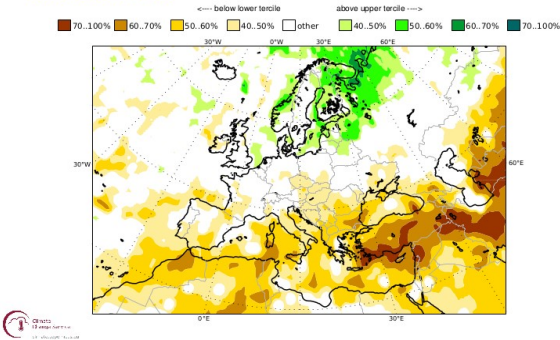 <---- below lower tercile above upper tercile ---->
70..100% 60..70% 50..60% 40..50% other 40..50% 50..60% 60..70% 70..100%
30°W 0°W 30°E 60°E
30°W 60°E
0°E 30°E
Climate